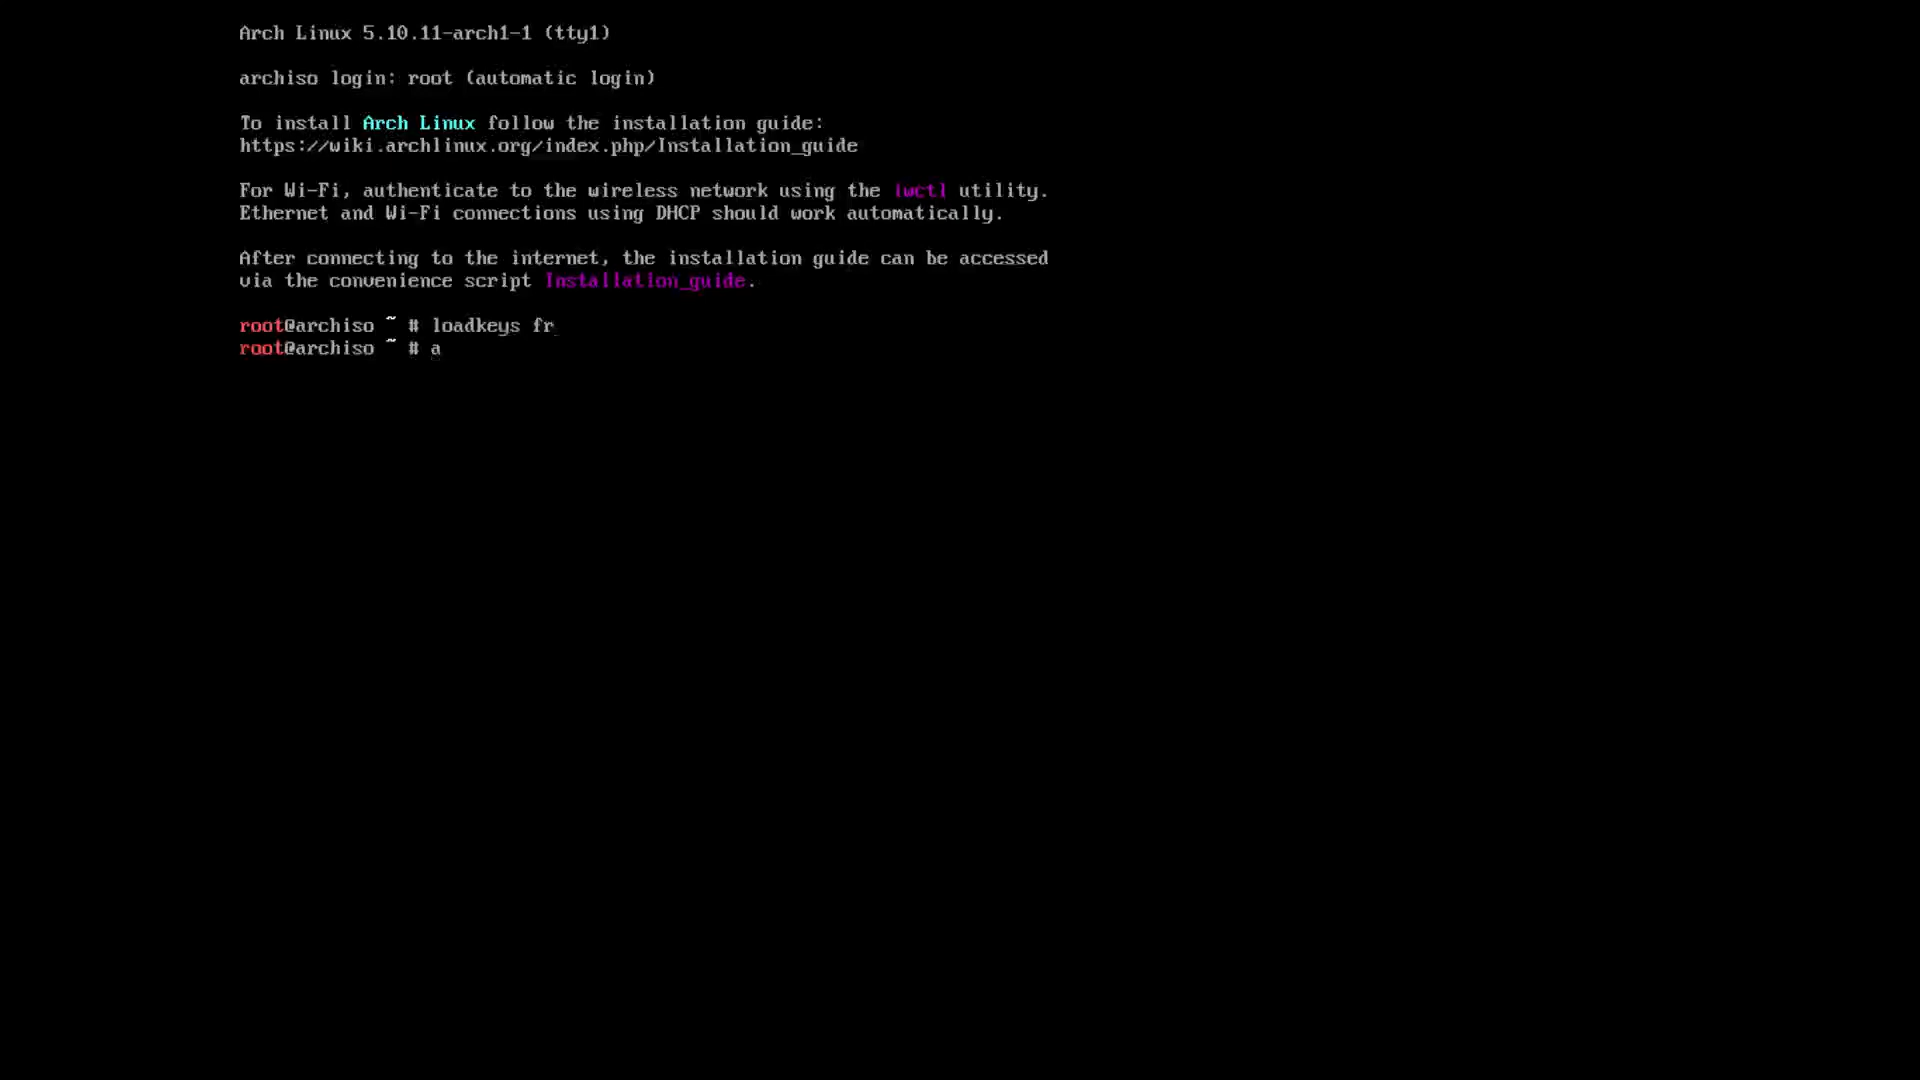 Arch Linux 5.10.11-arch1-1 (tty1)
archiso login: root (automatic login)
To install Arch Linux follow the installation guide:
https://wiki.archlinux.org/index.php/Installation_guide
For Wi-Fi, authenticate to the wireless network using the iwctl utility.
Ethernet and Wi-Fi connections using DHCP should work automatically.
After connecting to the internet, the installation guide can be accessed
via the convenience script Installation_guide.
root@archiso ~ # loadkeys fr
root@archiso ~ # a